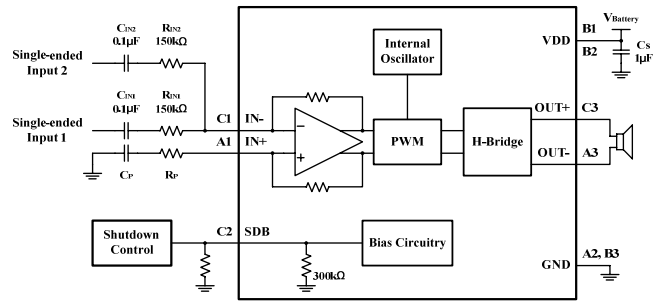 CIN2
0.1μF
RIN2
150kΩ
Single-ended
Input 2
CIN1
0.1μF
RIN1
150kΩ
Single-ended
Input 1
CP
RP
C1
IN-
A1
IN+
Internal
Oscillator
PWM
H-Bridge
VDD
B1
B2
VBattery
Cs
1μF
OUT+
C3
OUT-
A3
Shutdown
Control
C2
SDB
300kΩ
Bias Circuitry
GND
A2, B3